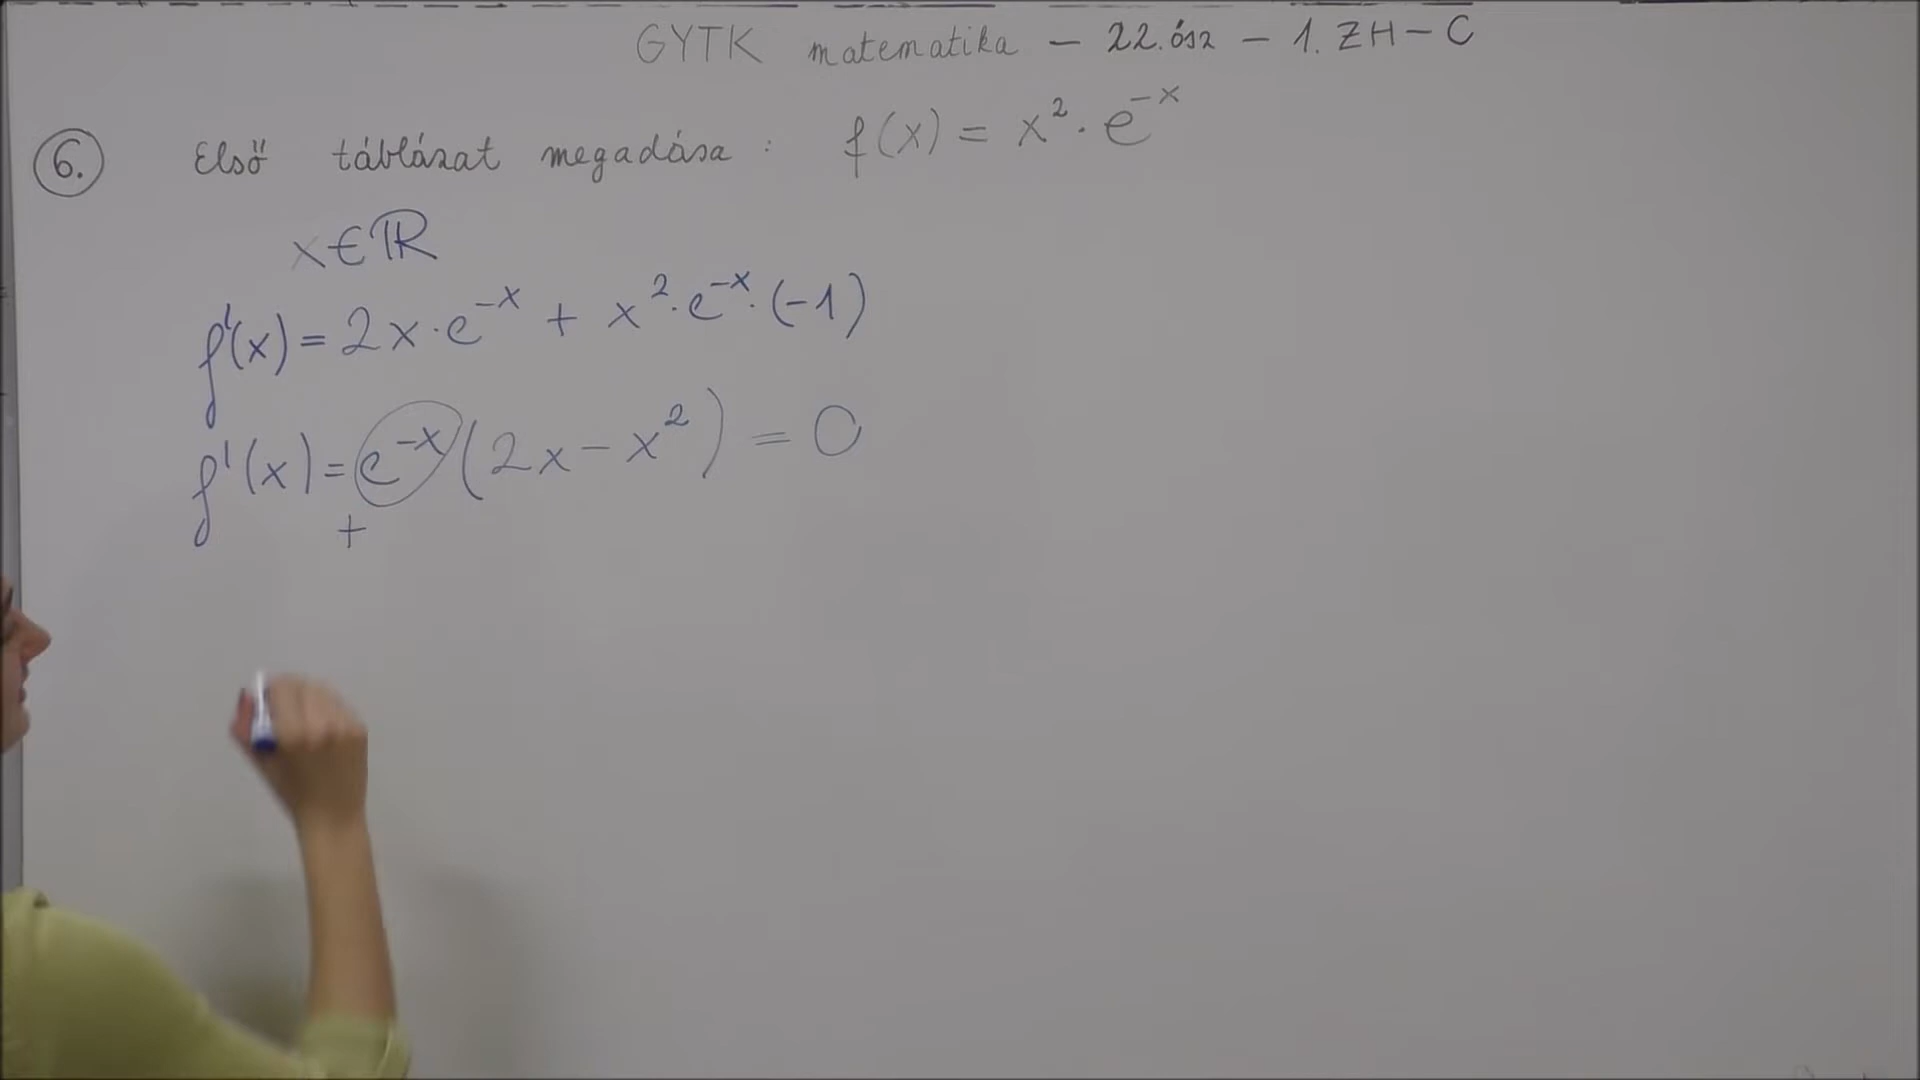 GYTK matematika – 22. ősz – 1. ZH – C
6. Első táblázat megadása : f(x) = x² · e⁻ˣ
x∈ℝ
f'(x) = 2x · e⁻ˣ + x² · e⁻ˣ · (-1)
f'(x) = e⁻ˣ (2x - x²) = 0
+